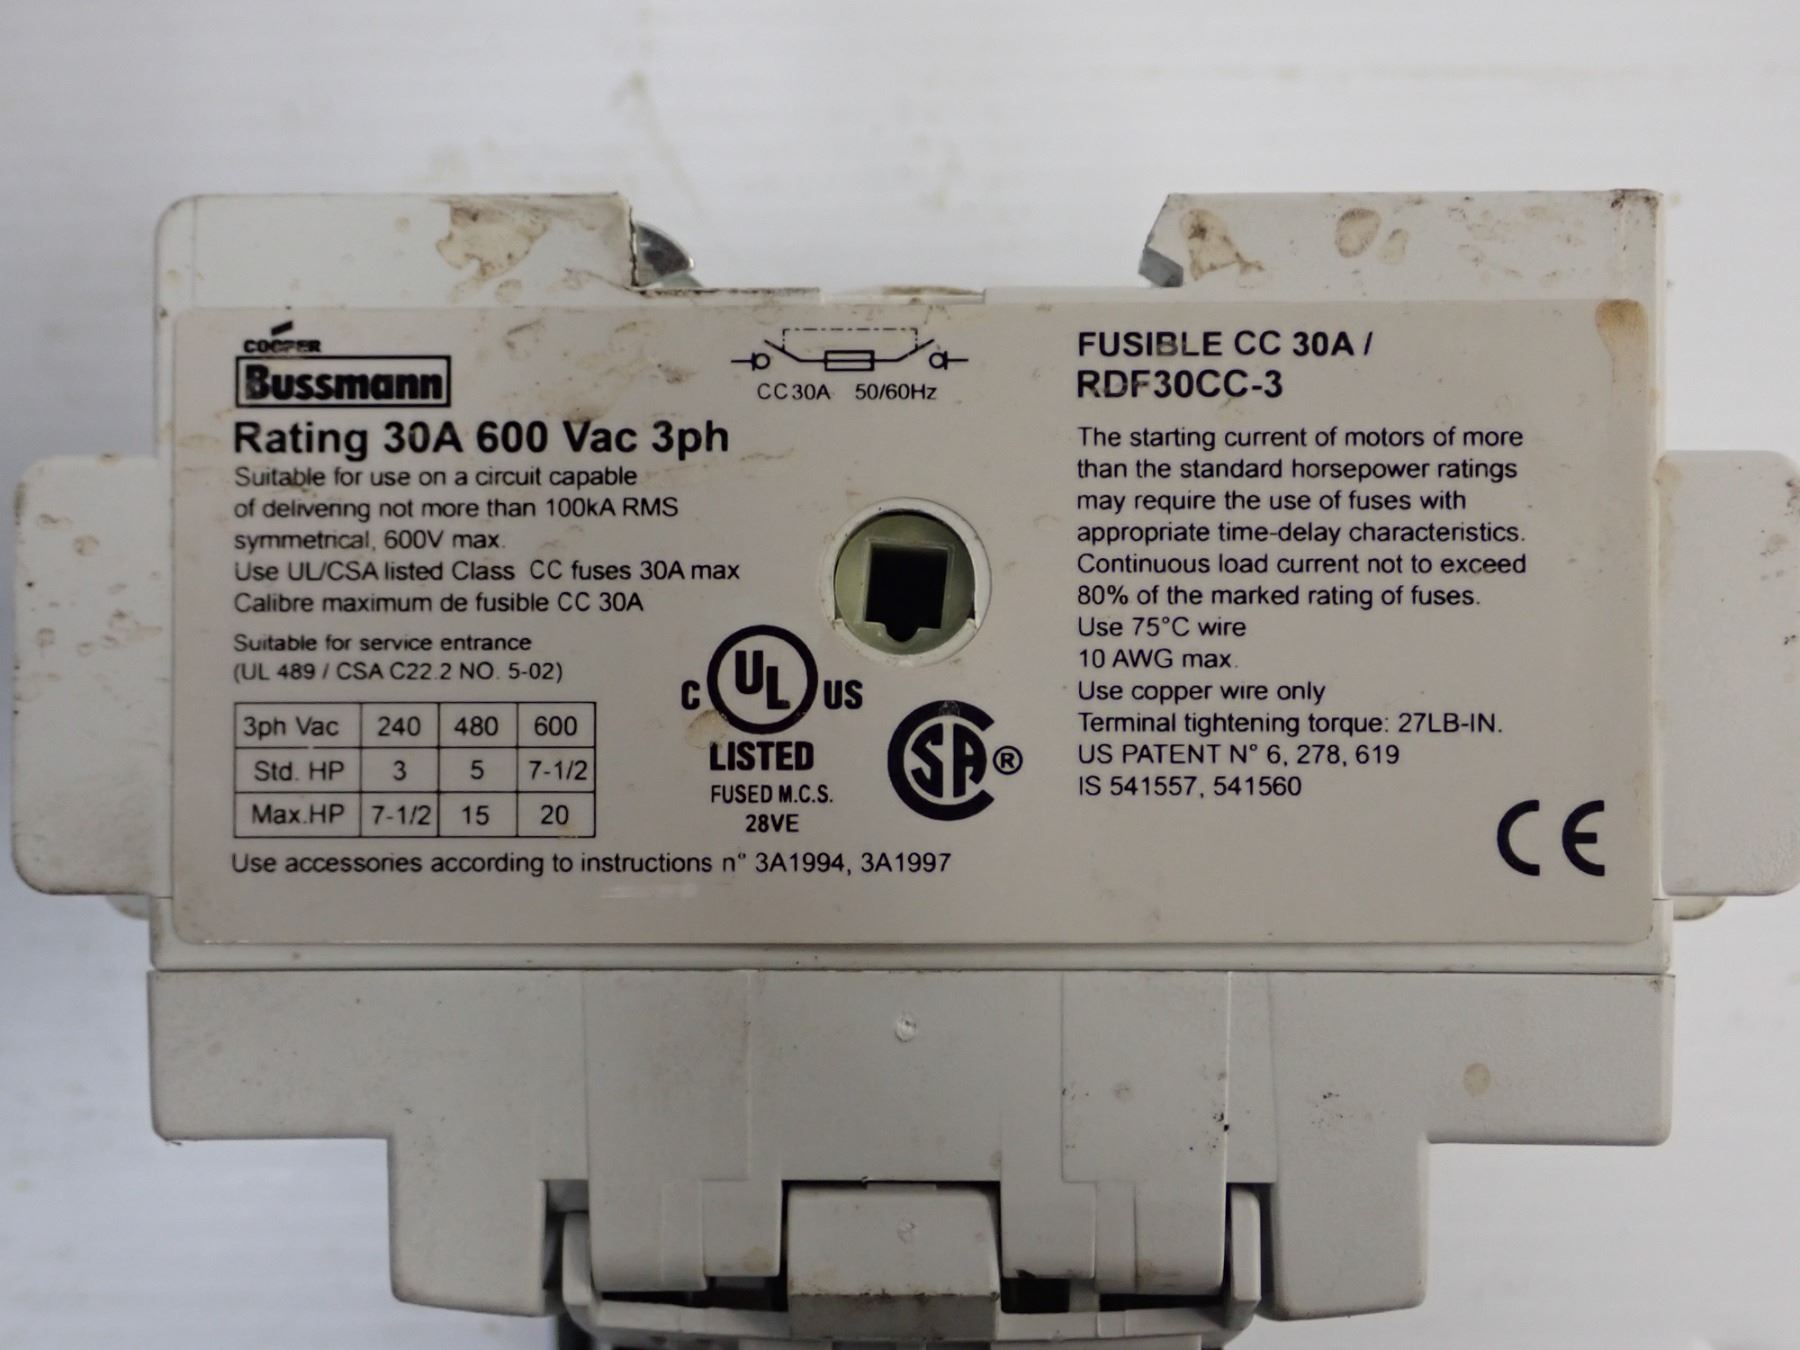 COOPER
Bussmann
Rating 30A 600 Vac 3ph
Suitable for use on a circuit capable
of delivering not more than 100kA RMS
symmetrical, 600V max.
Use UL/CSA listed Class CC fuses 30A max
Calibre maximum de fusible CC 30A
Suitable for service entrance
(UL 489 / CSA C22.2 NO. 5-02)
3ph Vac 240 480 600
Std. HP 3 5 7-1/2
Max.HP 7-1/2 15 20
Use accessories according to instructions n° 3A1994, 3A1997
CC30A 50/60Hz
C UL US
LISTED
FUSED M.C.S.
28VE
CSA®
FUSIBLE CC 30A /
RDF30CC-3
The starting current of motors of more
than the standard horsepower ratings
may require the use of fuses with
appropriate time-delay characteristics.
Continuous load current not to exceed
80% of the marked rating of fuses.
Use 75°C wire
10 AWG max.
Use copper wire only
Terminal tightening torque: 27LB-IN.
US PATENT N° 6, 278, 619
IS 541557, 541560
CE